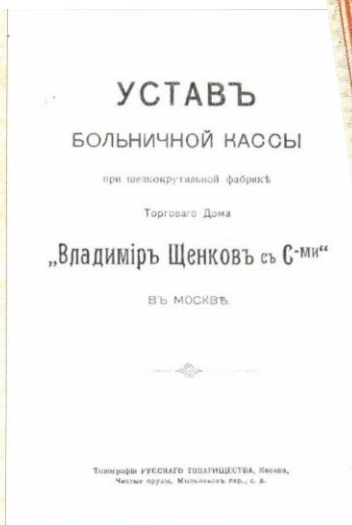 УСТАВЪ
БОЛЬНИЧНОЙ КАССЫ
при шелкокрутильной фабрикѣ
Торговаго Дома
„Владиміръ Щенковъ съ С-ми“
ВЪ МОСКВѢ.
Типографія РУССКАГО ТОВАРИЩЕСТВА, Москва,
Чистые пруды, Мыльниковъ пер., с. д.